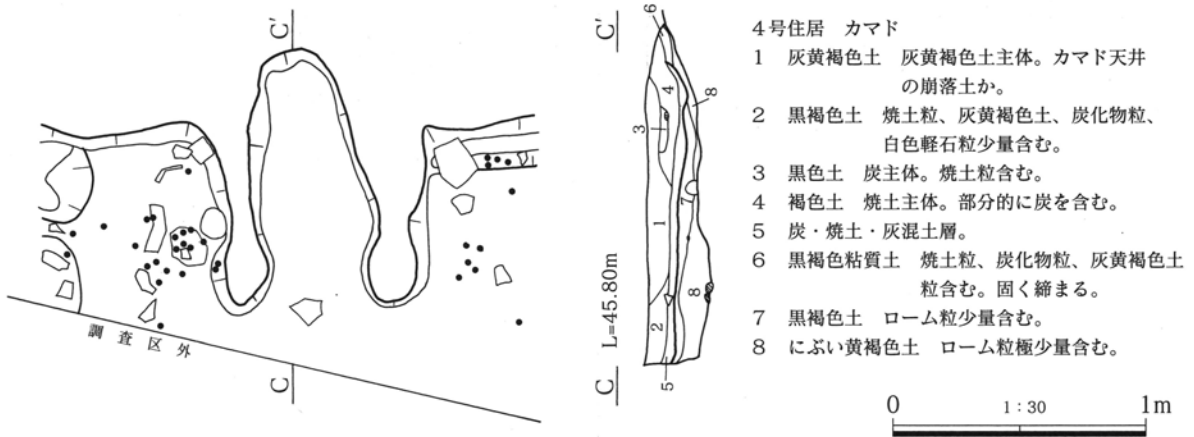 C'
C
調査区外
C'
6
8
4
3
1
7
8
2
5
L=45.80m
C
4号住居　カマド
1　灰黄褐色土　灰黄褐色土主体。カマド天井
の崩落土か。
2　黒褐色土　焼土粒、灰黄褐色土、炭化物粒、
白色軽石粒少量含む。
3　黒色土　炭主体。焼土粒含む。
4　褐色土　焼土主体。部分的に炭を含む。
5　炭・焼土・灰混土層。
6　黒褐色粘質土　焼土粒、炭化物粒、灰黄褐色土
粒含む。固く締まる。
7　黒褐色土　ローム粒少量含む。
8　にぶい黄褐色土　ローム粒極少量含む。
0　1：30　1m